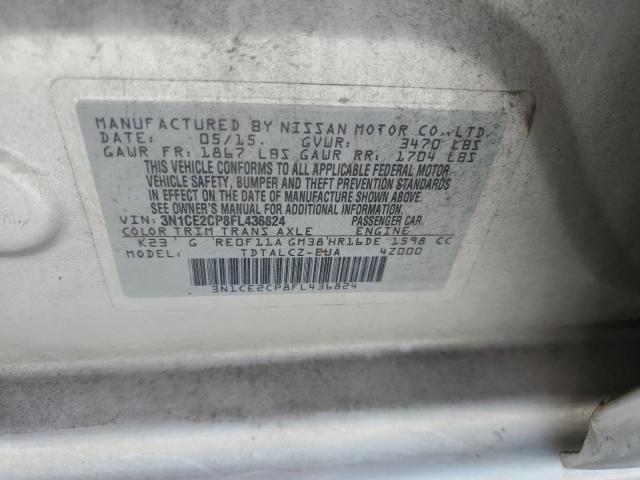 MANUFACTURED BY NISSAN MOTOR CO., LTD.
DATE: 05/15. GVWR: 3470 LBS
GAWR FR: 1867 LBS GAWR RR: 1704 LBS
THIS VEHICLE CONFORMS TO ALL APPLICABLE FEDERAL MOTOR
VEHICLE SAFETY, BUMPER AND THEFT PREVENTION STANDARDS
IN EFFECT ON THE DATE OF MANUFACTURE SHOWN ABOVE.
SEE OWNER'S MANUAL, FOR ADDITIONAL INFORMATION.
VIN: 3N1CE2CP8FL436824 PASSENGER CAR.
COLOR TRIM TRANS AXLE ENGINE
K23 G RE0F11A GM38 HR16DE 1598 CC
MODEL: TDTALCZ-EUA 4Z000
3N1CE2CP8FL436824